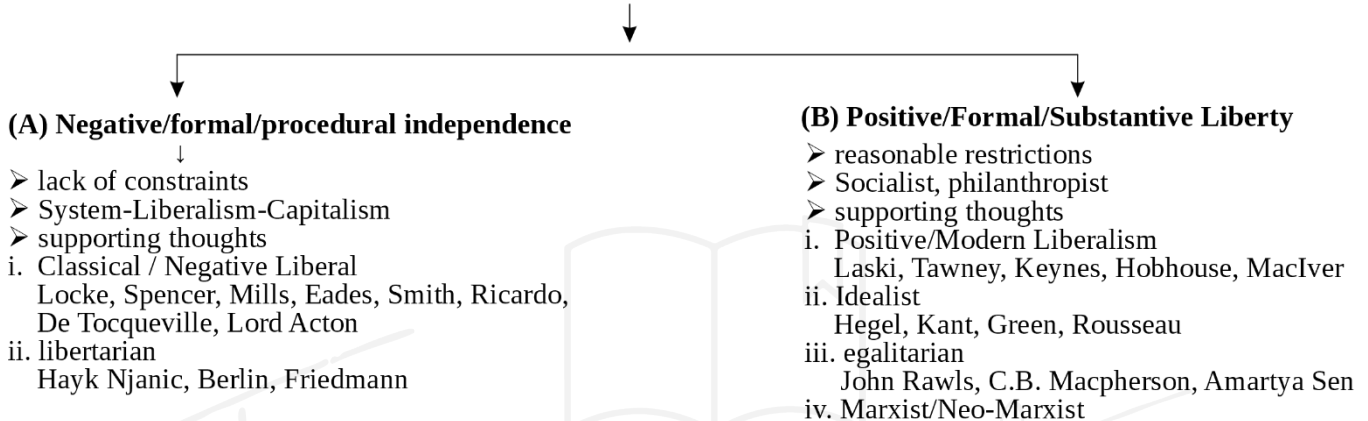 (A) Negative/formal/procedural independence
↓
➢ lack of constraints
➢ System-Liberalism-Capitalism
➢ supporting thoughts
i. Classical / Negative Liberal
Locke, Spencer, Mills, Eades, Smith, Ricardo,
De Tocqueville, Lord Acton
ii. libertarian
Hayk Njanic, Berlin, Friedmann
(B) Positive/Formal/Substantive Liberty
➢ reasonable restrictions
➢ Socialist, philanthropist
➢ supporting thoughts
i. Positive/Modern Liberalism
Laski, Tawney, Keynes, Hobhouse, MacIver
ii. Idealist
Hegel, Kant, Green, Rousseau
iii. egalitarian
John Rawls, C.B. Macpherson, Amartya Sen
iv. Marxist/Neo-Marxist